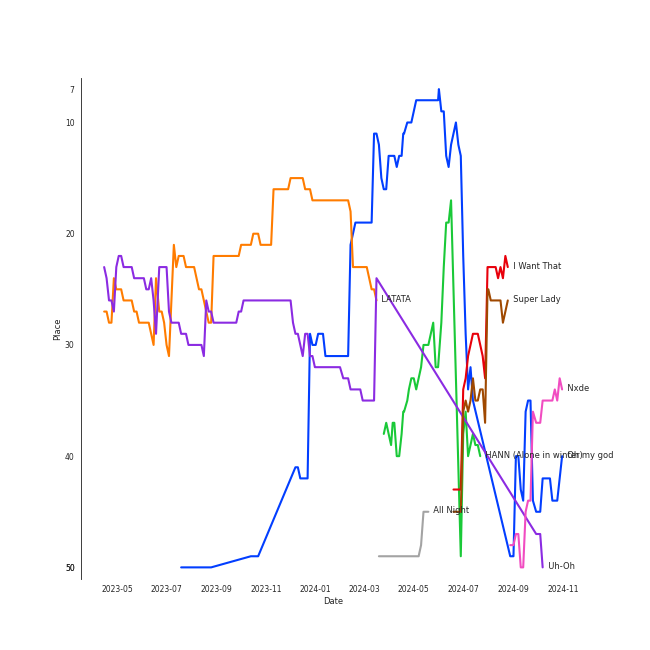 7
10
20
30
40
50
Place
I Want That
Super Lady
LATATA
Nxde
HANN (Alone in winter)
Oh my god
All Night
Uh-Oh
2023-05 2023-07 2023-09 2023-11 2024-01 2024-03 2024-05 2024-07 2024-09 2024-11
Date